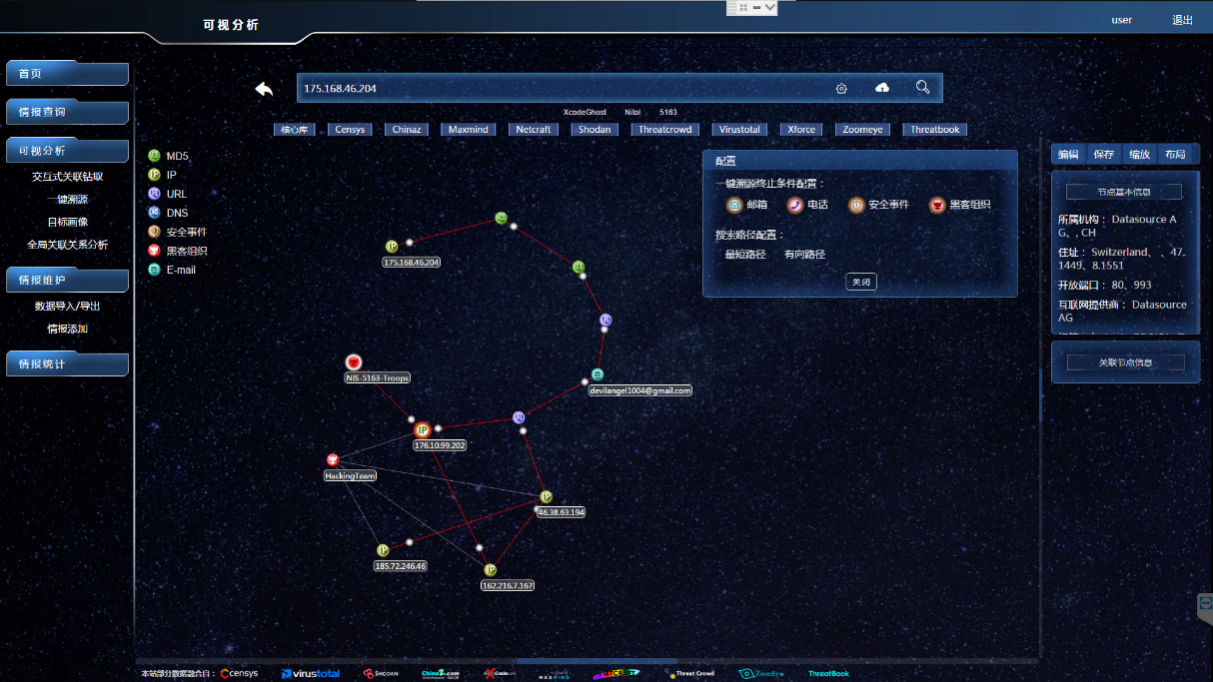 可视分析
user 退出
首页
情报查询
可视分析
交互式关联钻取
一键溯源
目标画像
全局关联关系分析
情报维护
数据导入/导出
情报添加
情报统计
175.168.46.204
XcodeGhost Nitol 5163
核心库 Censys Chinaz Maxmind Netcraft Shodan Threatcrowd Virustotal Xforce Zoomeye Threatbook
MD5
IP
URL
DNS
安全事件
黑客组织
E-mail
配置
一键溯源终止条件配置：
邮箱 电话 安全事件 黑客组织
搜索路径配置：
最短路径 有向路径
关闭
编辑 保存 缩放 布局
节点基本信息
所属机构： Datasource A
G、, CH
住址： Switzerland、 、47.
1449、8.1551
开放端口： 80、993
互联网提供商： Datasource
AG
关联节点信息
175.168.46.204
NIS-5163-Troops
devilangel1004@gmail.com
IP
176.10.99.202
HackingTeam
46.38.63.194
185.72.246.46
162.216.7.167
本站部分数据融合自： censys virustotal SHODAN Threat Crowd ZoomEye ThreatBook